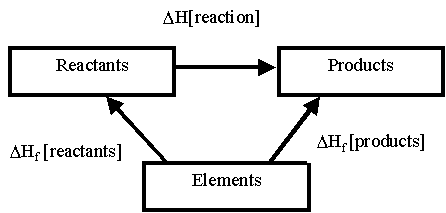 ΔH[reaction]
Reactants
Products
ΔHf[reactants]
ΔHf[products]
Elements